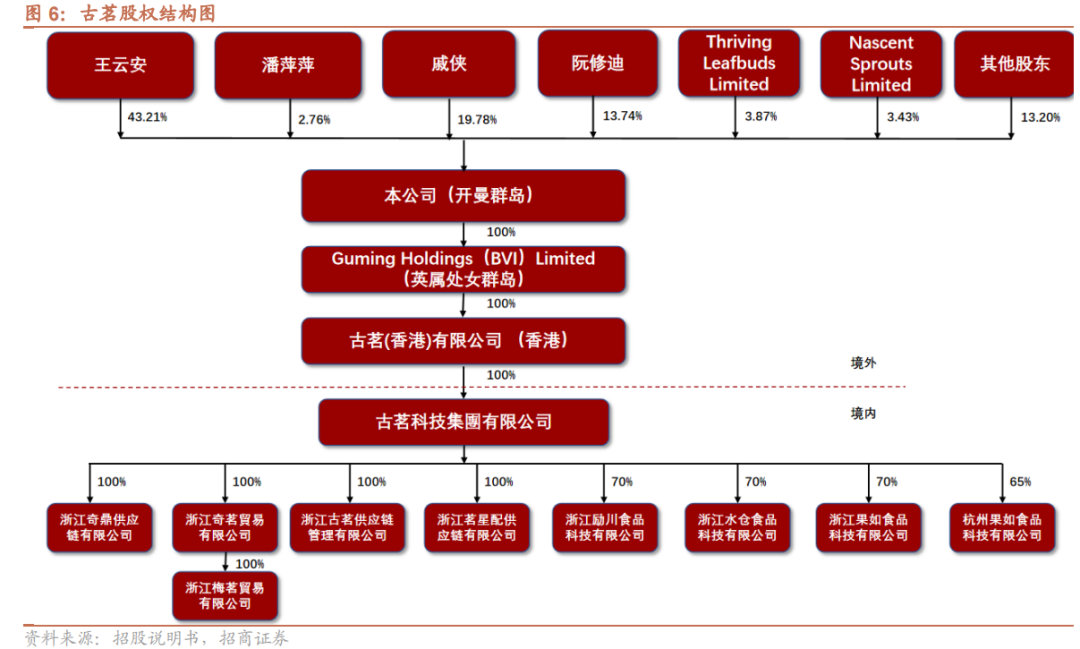 图 6：古茗股权结构图
王云安
潘萍萍
戚侠
阮修迪
Thriving
Leafbuds
Limited
Nascent
Sprouts
Limited
其他股东
43.21%
2.76%
19.78%
13.74%
3.87%
3.43%
13.20%
本公司（开曼群岛）
100%
Guming Holdings（BVI）Limited
（英属处女群岛）
100%
古茗(香港)有限公司 （香港）
100%
境外
境内
古茗科技集團有限公司
100%
100%
100%
100%
70%
70%
70%
65%
浙江奇鼎供应
链有限公司
浙江奇茗貿易
有限公司
浙江古茗供应链
管理有限公司
浙江茗星配供
应链有限公司
浙江励川食品
科技有限公司
浙江水仓食品
科技有限公司
浙江果如食品
科技有限公司
杭州果如食品
科技有限公司
100%
浙江梅茗貿易
有限公司
资料来源：招股说明书，招商证券